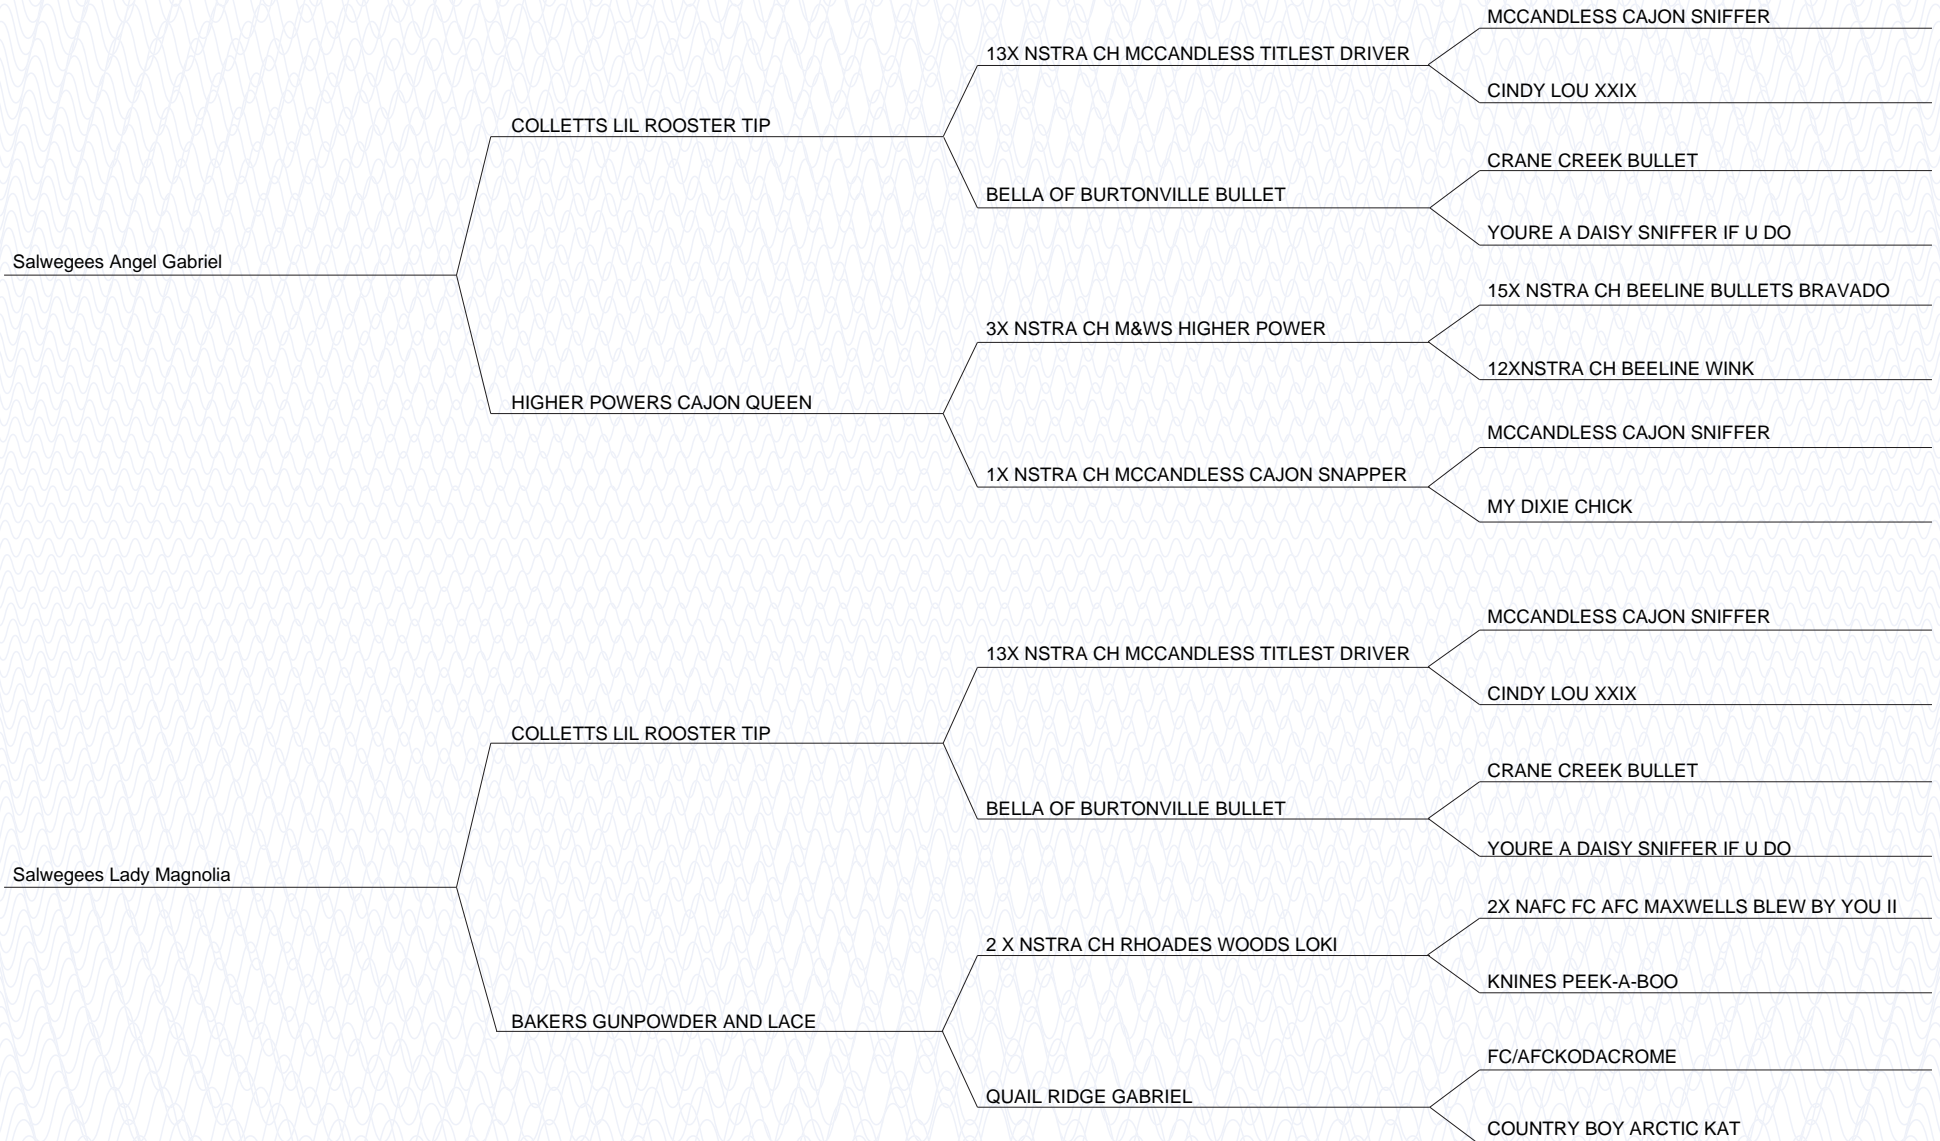 MCCANDLESS CAJON SNIFFER
13X NSTRA CH MCCANDLESS TITLEST DRIVER
CINDY LOU XXIX
COLLETTS LIL ROOSTER TIP
CRANE CREEK BULLET
BELLA OF BURTONVILLE BULLET
YOURE A DAISY SNIFFER IF U DO
Salwegees Angel Gabriel
15X NSTRA CH BEELINE BULLETS BRAVADO
3X NSTRA CH M&WS HIGHER POWER
12XNSTRA CH BEELINE WINK
HIGHER POWERS CAJON QUEEN
MCCANDLESS CAJON SNIFFER
1X NSTRA CH MCCANDLESS CAJON SNAPPER
MY DIXIE CHICK
MCCANDLESS CAJON SNIFFER
13X NSTRA CH MCCANDLESS TITLEST DRIVER
CINDY LOU XXIX
COLLETTS LIL ROOSTER TIP
CRANE CREEK BULLET
BELLA OF BURTONVILLE BULLET
YOURE A DAISY SNIFFER IF U DO
Salwegees Lady Magnolia
2X NAFC FC AFC MAXWELLS BLEW BY YOU II
2 X NSTRA CH RHOADES WOODS LOKI
KNINES PEEK-A-BOO
BAKERS GUNPOWDER AND LACE
FC/AFCKODACROME
QUAIL RIDGE GABRIEL
COUNTRY BOY ARCTIC KAT